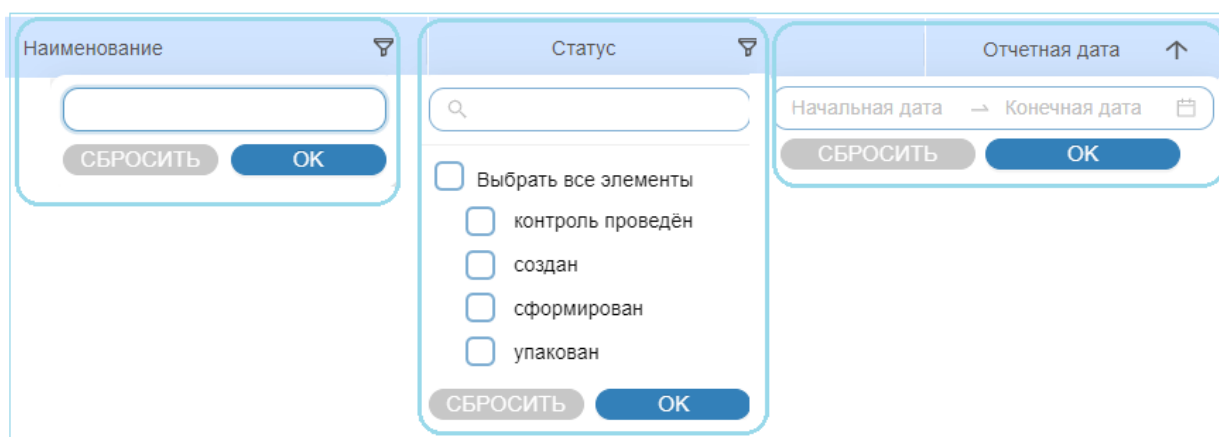 Наименование
СБРОСИТЬ OK
Статус
Выбрать все элементы
контроль проведён
создан
сформирован
упакован
СБРОСИТЬ OK
Отчетная дата
Начальная дата → Конечная дата
СБРОСИТЬ OK